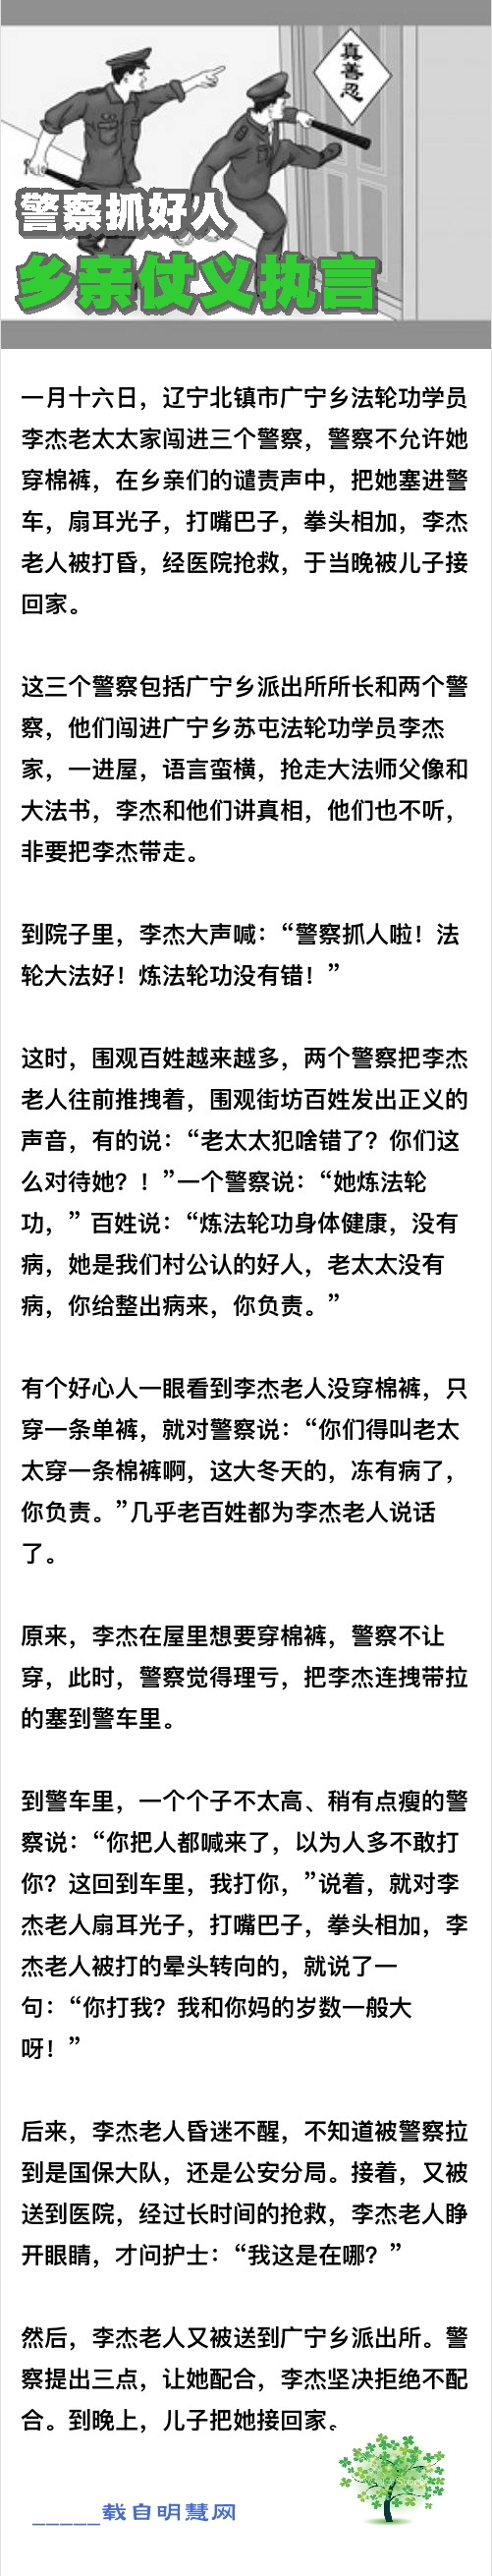 真善忍
警察抓好人
乡亲仗义执言
一月十六日，辽宁北镇市广宁乡法轮功学员
李杰老太太家闯进三个警察，警察不允许她
穿棉裤，在乡亲们的谴责声中，把她塞进警
车，扇耳光子，打嘴巴子，拳头相加，李杰
老人被打昏，经医院抢救，于当晚被儿子接
回家。
这三个警察包括广宁乡派出所所长和两个警
察，他们闯进广宁乡苏屯法轮功学员李杰
家，一进屋，语言蛮横，抢走大法师父像和
大法书，李杰和他们讲真相，他们也不听，
非要把李杰带走。
到院子里，李杰大声喊：“警察抓人啦！法
轮大法好！炼法轮功没有错！”
这时，围观百姓越来越多，两个警察把李杰
老人往前推拽着，围观街坊百姓发出正义的
声音，有的说：“老太太犯啥错了？你们这
么对待她？！”一个警察说：“她炼法轮
功，” 百姓说：“炼法轮功身体健康，没有
病，她是我们村公认的好人，老太太没有
病，你给整出病来，你负责。”
有个好心人一眼看到李杰老人没穿棉裤，只
穿一条单裤，就对警察说：“你们得叫老太
太穿一条棉裤啊，这大冬天的，冻有病了，
你负责。”几乎老百姓都为李杰老人说话
了。
原来，李杰在屋里想要穿棉裤，警察不让
穿，此时，警察觉得理亏，把李杰连拽带拉
的塞到警车里。
到警车里，一个个子不太高、稍有点瘦的警
察说：“你把人都喊来了，以为人多不敢打
你？这回到车里，我打你，”说着，就对李
杰老人扇耳光子，打嘴巴子，拳头相加，李
杰老人被打的晕头转向的，就说了一
句：“你打我？我和你妈的岁数一般大
呀！”
后来，李杰老人昏迷不醒，不知道被警察拉
到是国保大队，还是公安分局。接着，又被
送到医院，经过长时间的抢救，李杰老人睁
开眼睛，才问护士：“我这是在哪？”
然后，李杰老人又被送到广宁乡派出所。警
察提出三点，让她配合，李杰坚决拒绝不配
合。到晚上，儿子把她接回家。
_____载自明慧网